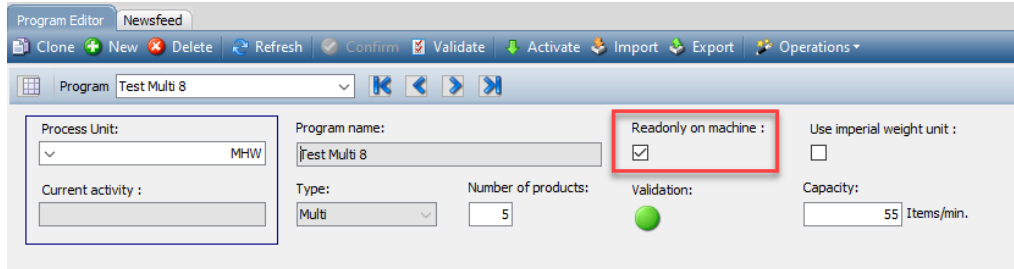 Program Editor Newsfeed
Clone New Delete Refresh Confirm Validate Activate Import Export Operations
Program Test Multi 8
Process Unit: Program name: Readonly on machine : Use imperial weight unit :
MHW Test Multi 8
Current activity : Type: Number of products: Validation: Capacity:
Multi 5 55 Items/min.